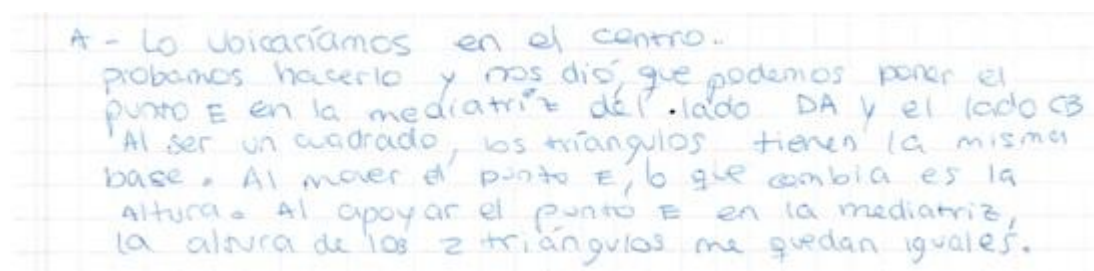 A - Lo ubicaríamos en el centro.
probamos hacerlo y nos dió, que podemos poner el
punto E en la mediatriz del lado DA y el lado CB
Al ser un cuadrado, los triángulos tienen la misma
base. Al mover el punto E, lo que cambia es la
Altura. Al apoyar el punto E en la mediatriz,
la altura de los 2 triángulos me quedan iguales.